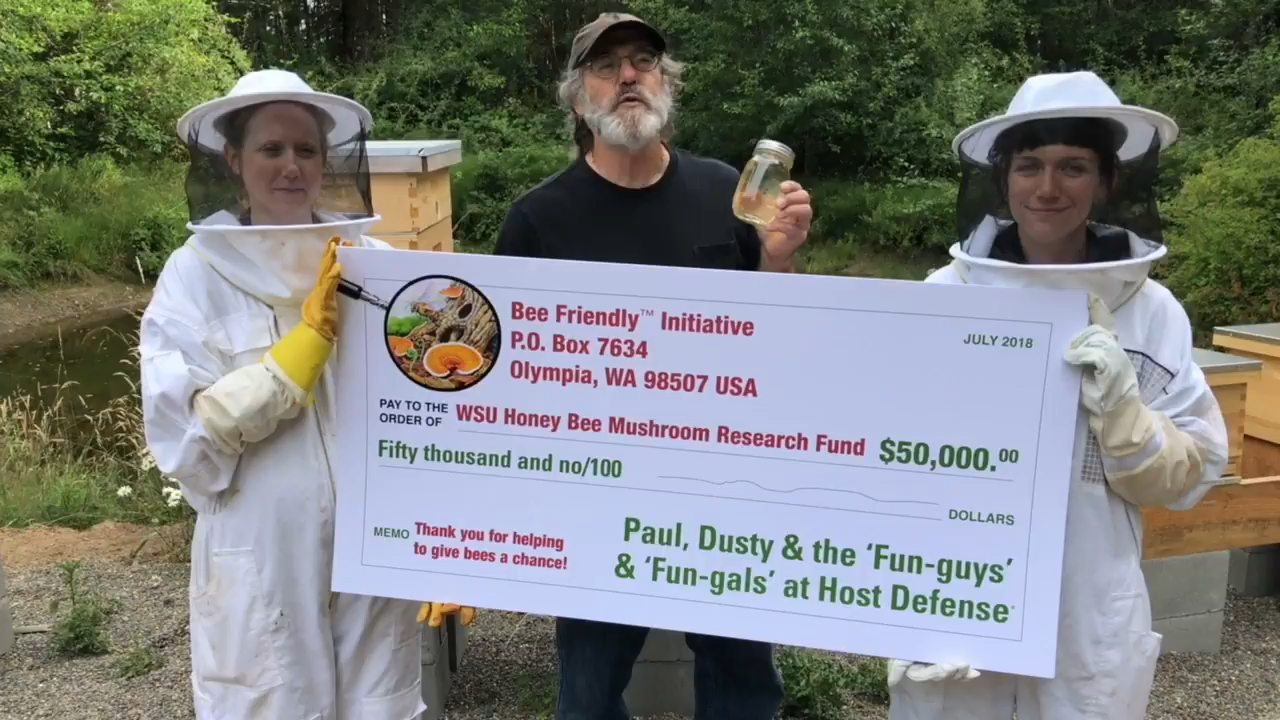 Bee Friendly™ Initiative
P.O. Box 7634
Olympia, WA 98507 USA
JULY 2018
PAY TO THE
ORDER OF
WSU Honey Bee Mushroom Research Fund $50,000.00
Fifty thousand and no/100
DOLLARS
MEMO
Thank you for helping
to give bees a chance!
Paul, Dusty & the ‘Fun-guys’
& ‘Fun-gals’ at Host Defense